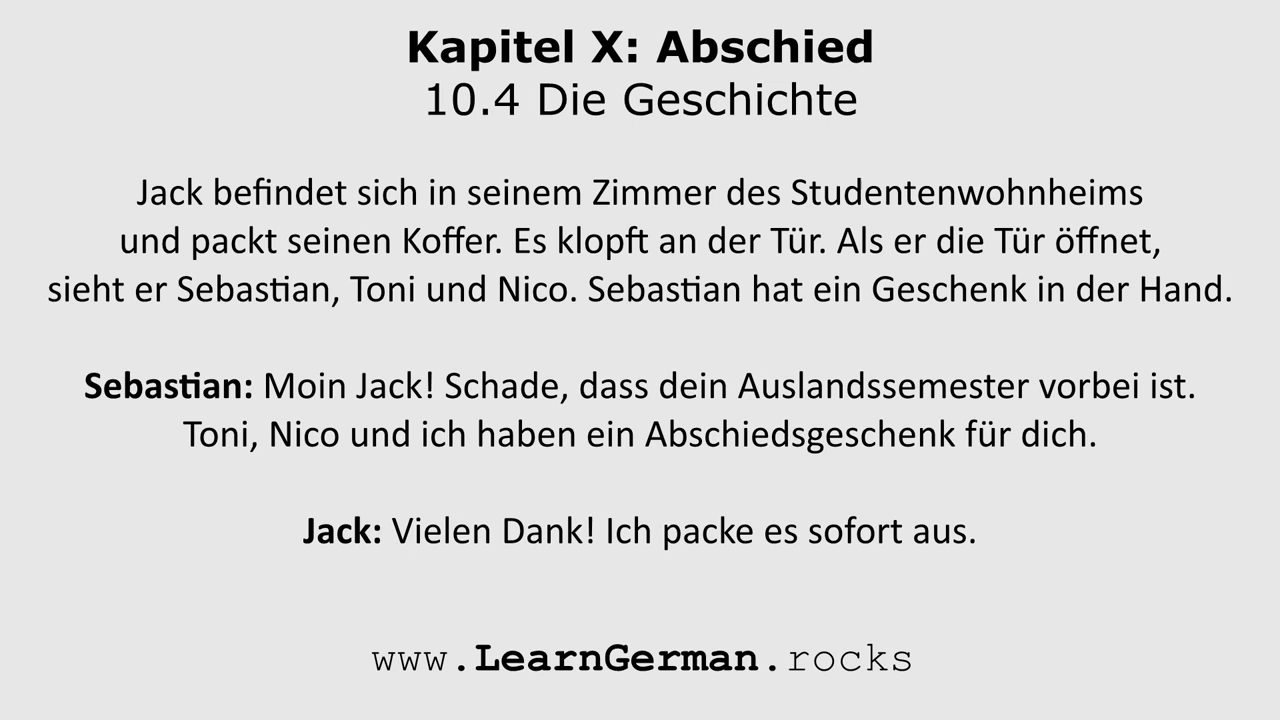 Kapitel X: Abschied
10.4 Die Geschichte
Jack befindet sich in seinem Zimmer des Studentenwohnheims
und packt seinen Koffer. Es klopft an der Tür. Als er die Tür öffnet,
sieht er Sebastian, Toni und Nico. Sebastian hat ein Geschenk in der Hand.
Sebastian: Moin Jack! Schade, dass dein Auslandssemester vorbei ist.
Toni, Nico und ich haben ein Abschiedsgeschenk für dich.
Jack: Vielen Dank! Ich packe es sofort aus.
www.LearnGerman.rocks